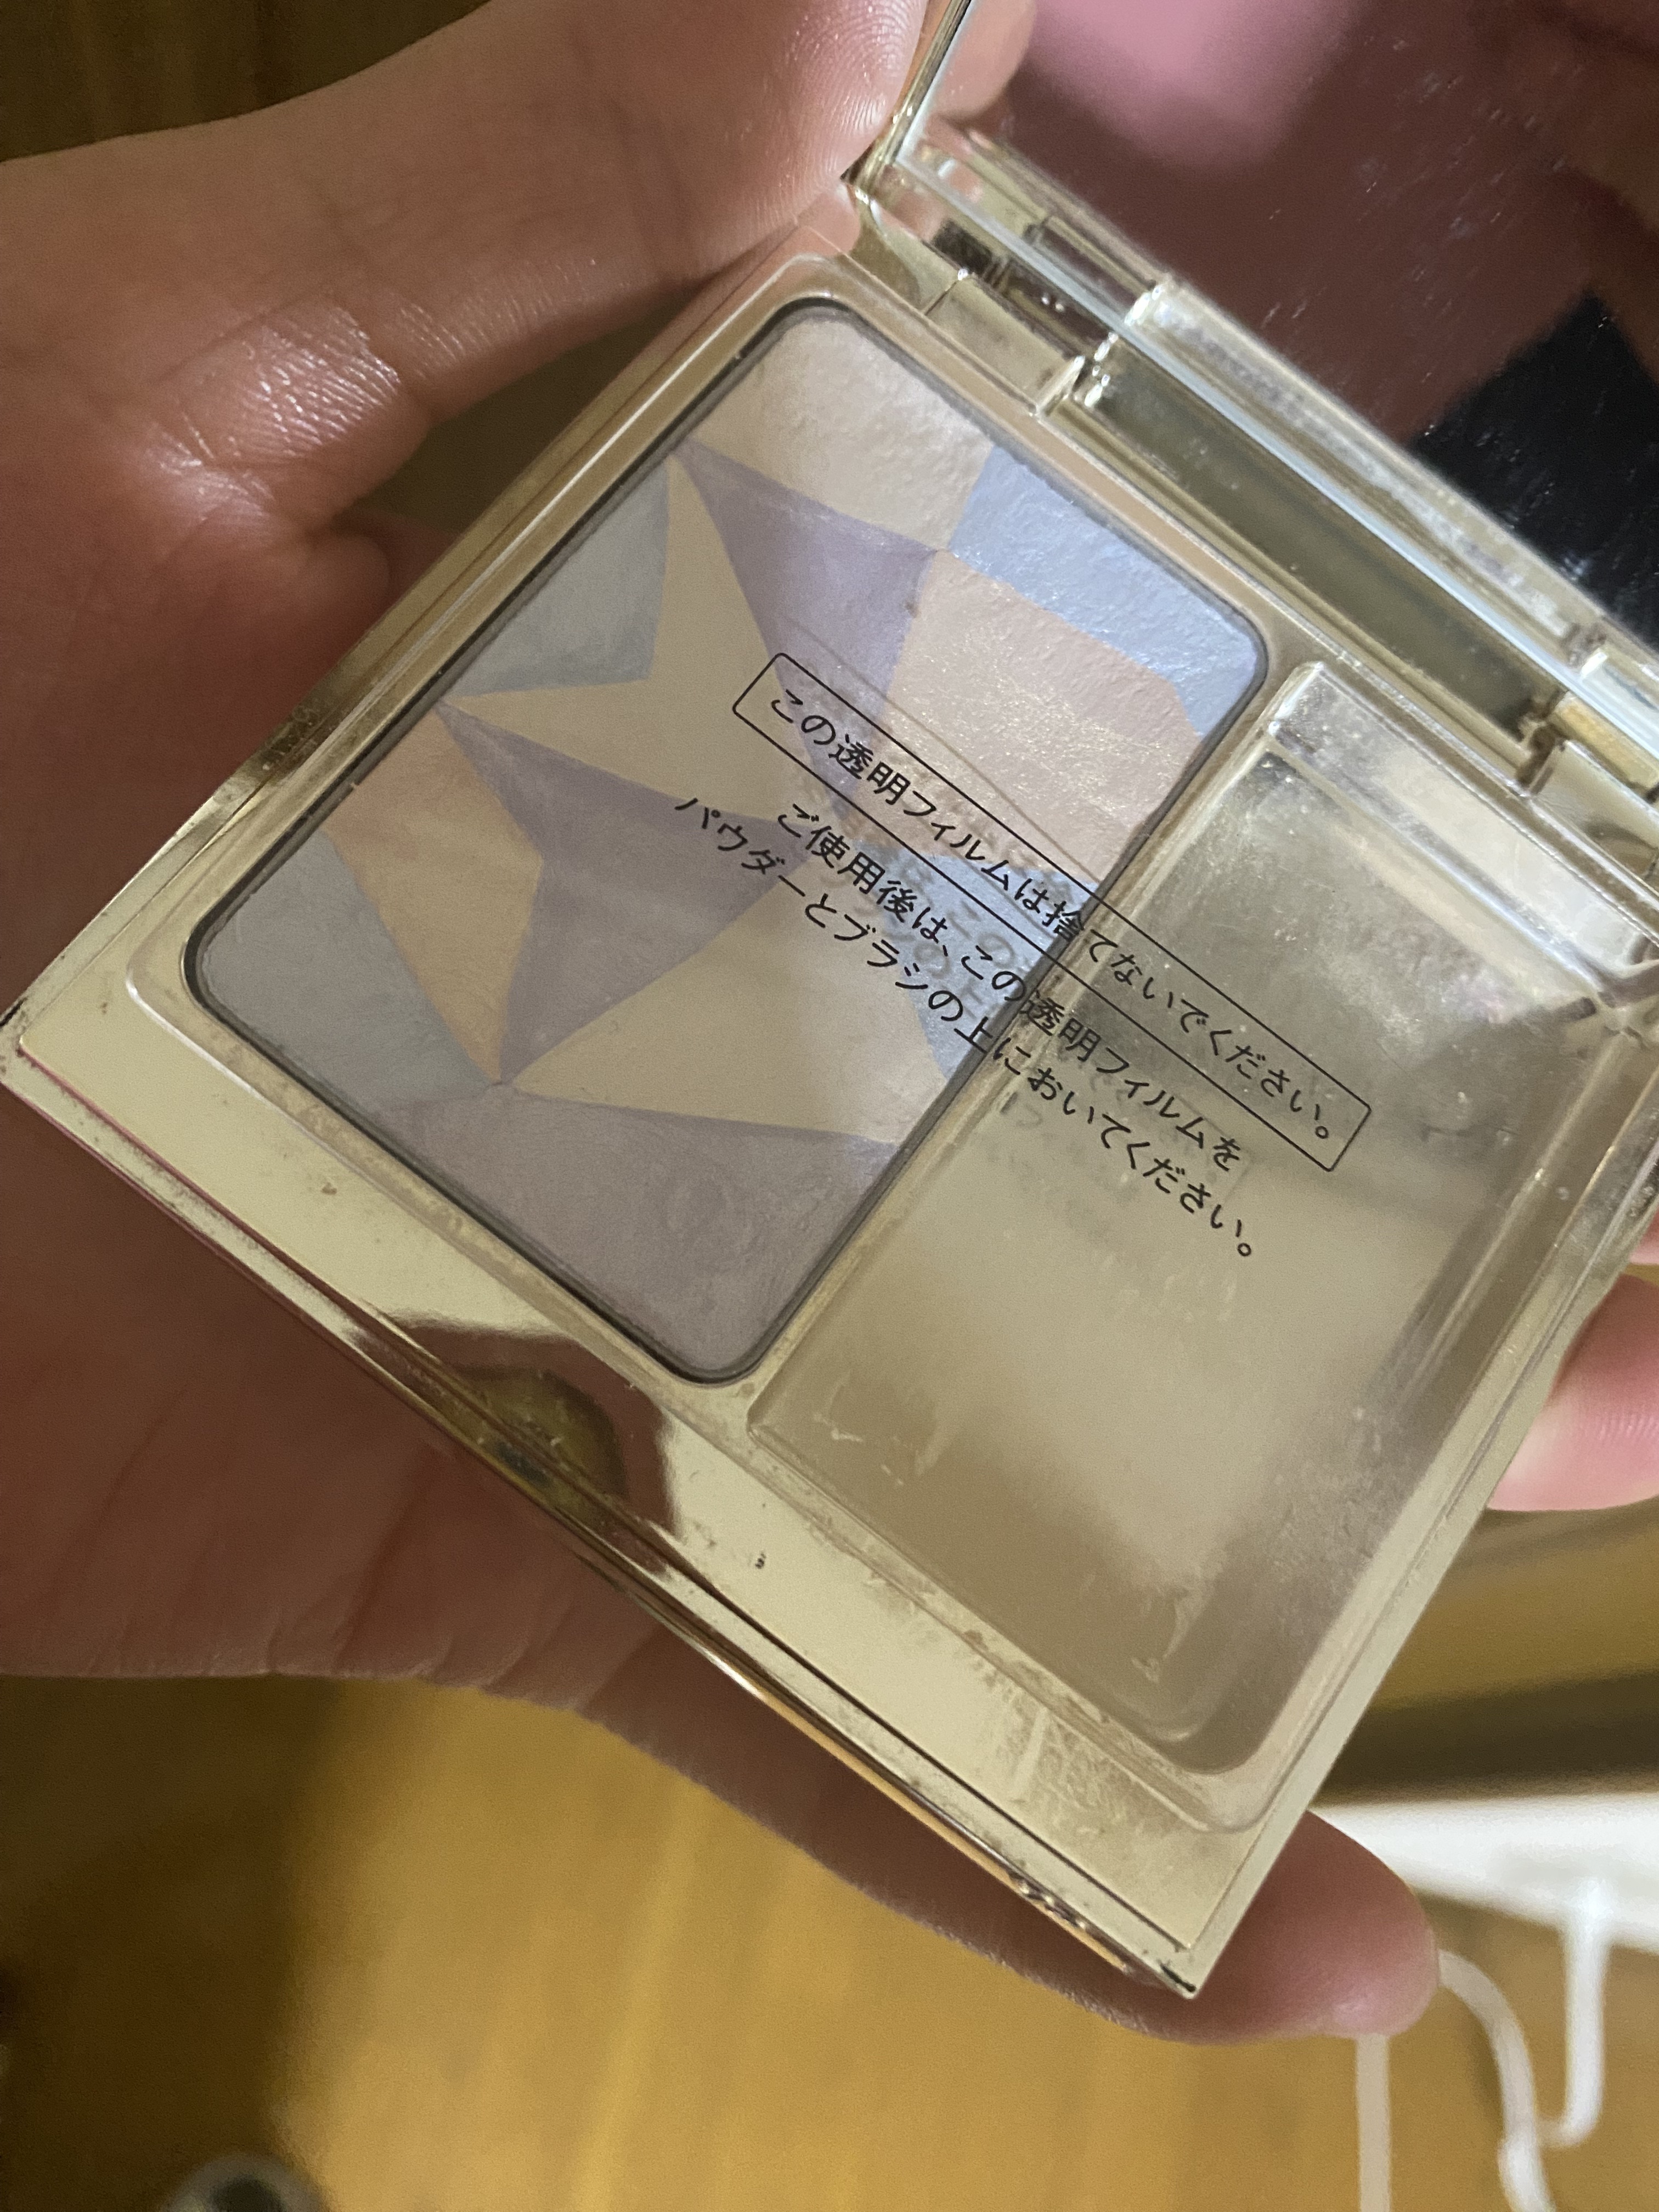 この透明フィルムは捨てないでください。
ご使用後は、この透明フィルムを
パウダーとブラシの上においてください。